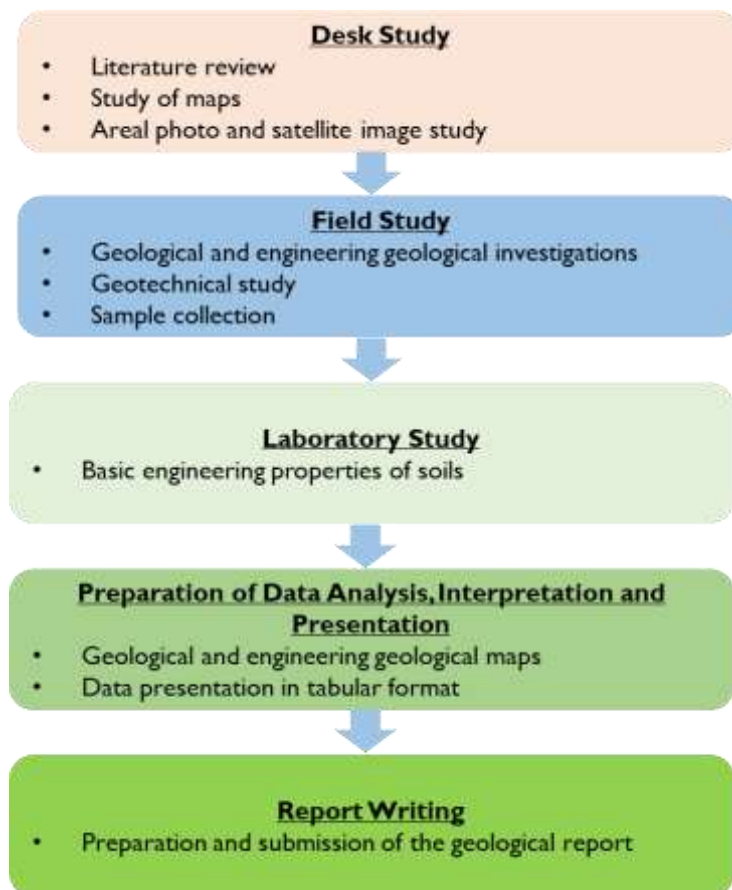 Desk Study
• Literature review
• Study of maps
• Areal photo and satellite image study
Field Study
• Geological and engineering geological investigations
• Geotechnical study
• Sample collection
Laboratory Study
• Basic engineering properties of soils
Preparation of Data Analysis, Interpretation and
Presentation
• Geological and engineering geological maps
• Data presentation in tabular format
Report Writing
• Preparation and submission of the geological report